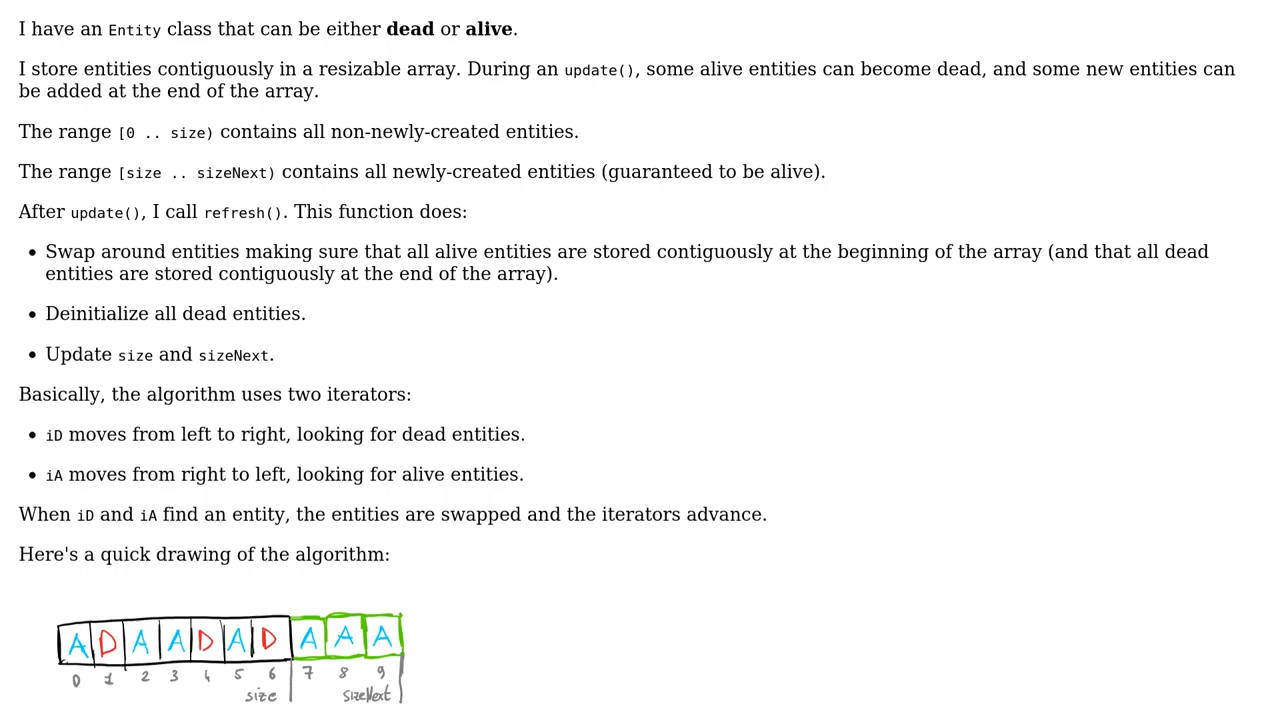 I have an Entity class that can be either dead or alive.
I store entities contiguously in a resizable array. During an update(), some alive entities can become dead, and some new entities can
be added at the end of the array.
The range [0 .. size) contains all non-newly-created entities.
The range [size .. sizeNext) contains all newly-created entities (guaranteed to be alive).
After update(), I call refresh(). This function does:
• Swap around entities making sure that all alive entities are stored contiguously at the beginning of the array (and that all dead
entities are stored contiguously at the end of the array).
• Deinitialize all dead entities.
• Update size and sizeNext.
Basically, the algorithm uses two iterators:
• iD moves from left to right, looking for dead entities.
• iA moves from right to left, looking for alive entities.
When iD and iA find an entity, the entities are swapped and the iterators advance.
Here's a quick drawing of the algorithm:
A D A A D A D A A A
0 1 2 3 4 5 6 7 8 9
size sizeNext